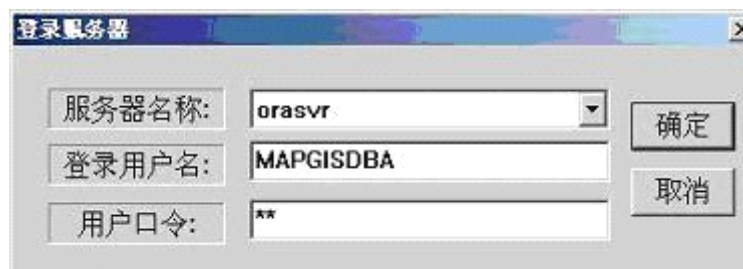 登录服务器
服务器名称: orasvr
确定
登录用户名: MAPGISDBA
取消
用户口令: **